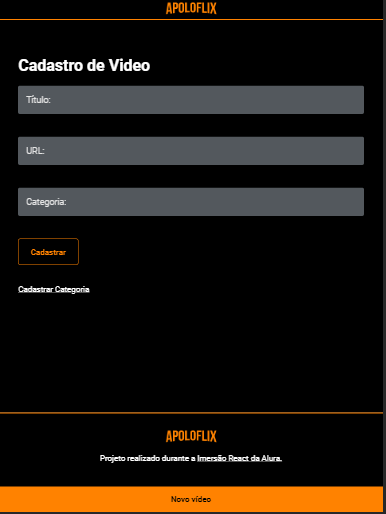 APOLOFLIX
Cadastro de Video
Título:
URL:
Categoria:
Cadastrar
Cadastrar Categoria
APOLOFLIX
Projeto realizado durante a Imersão React da Alura.
Novo vídeo